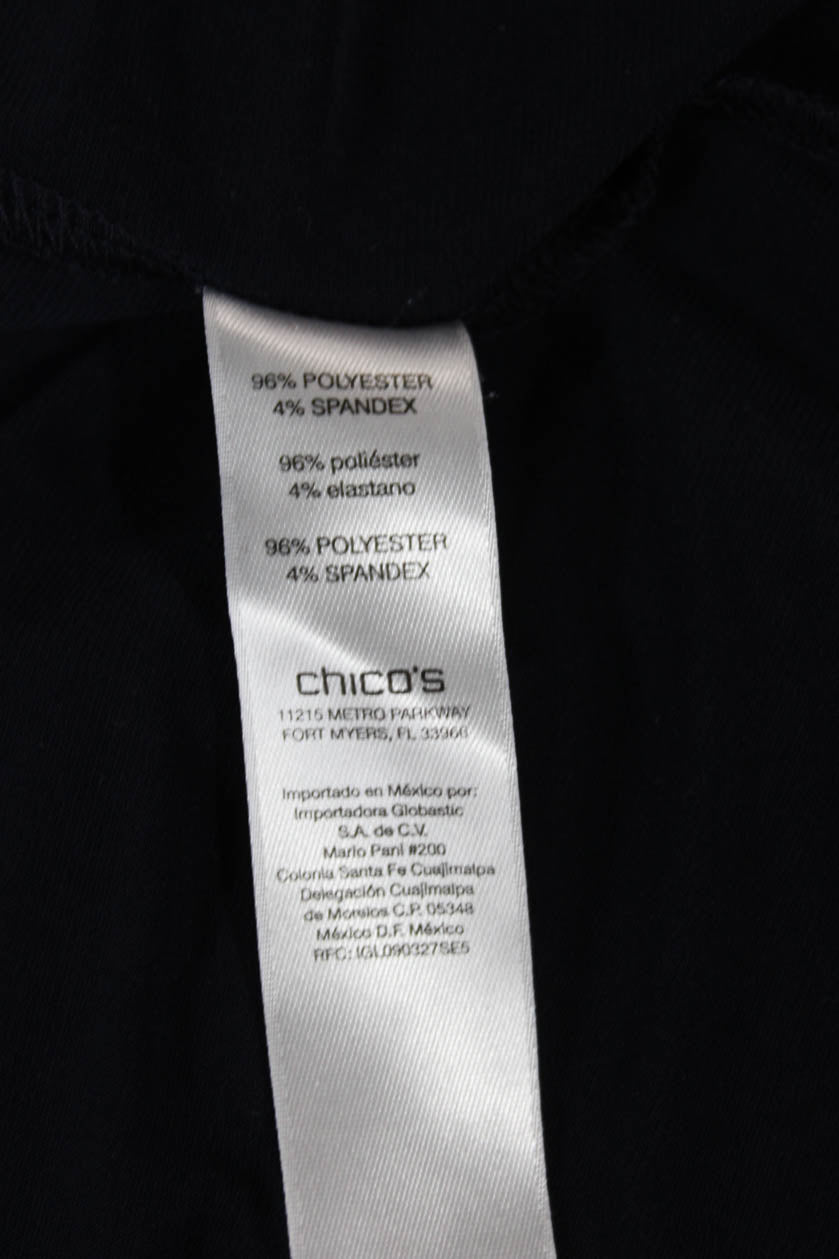 96% POLYESTER
4% SPANDEX
96% poliéster
4% elastano
96% POLYESTER
4% SPANDEX
chico's
11215 METRO PARKWAY
FORT MYERS, FL 33966
Importado en México por:
Importadora Globastic
S.A. de C.V.
Mario Pani #200
Colonia Santa Fe Cuajimalpa
Delegación Cuajimalpa
de Morelos C.P. 05348
México D.F. México
RFC: IGL090327SE5